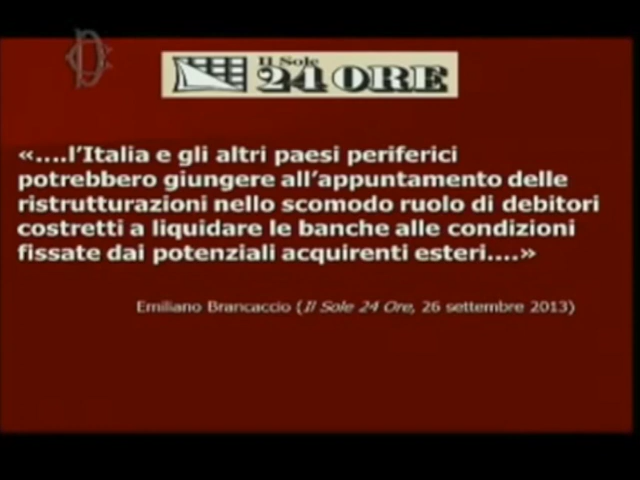 Il Sole
24 ORE
«....l'Italia e gli altri paesi periferici
potrebbero giungere all'appuntamento delle
ristrutturazioni nello scomodo ruolo di debitori
costretti a liquidare le banche alle condizioni
fissate dai potenziali acquirenti esteri....»
Emiliano Brancaccio (Il Sole 24 Ore, 26 settembre 2013)